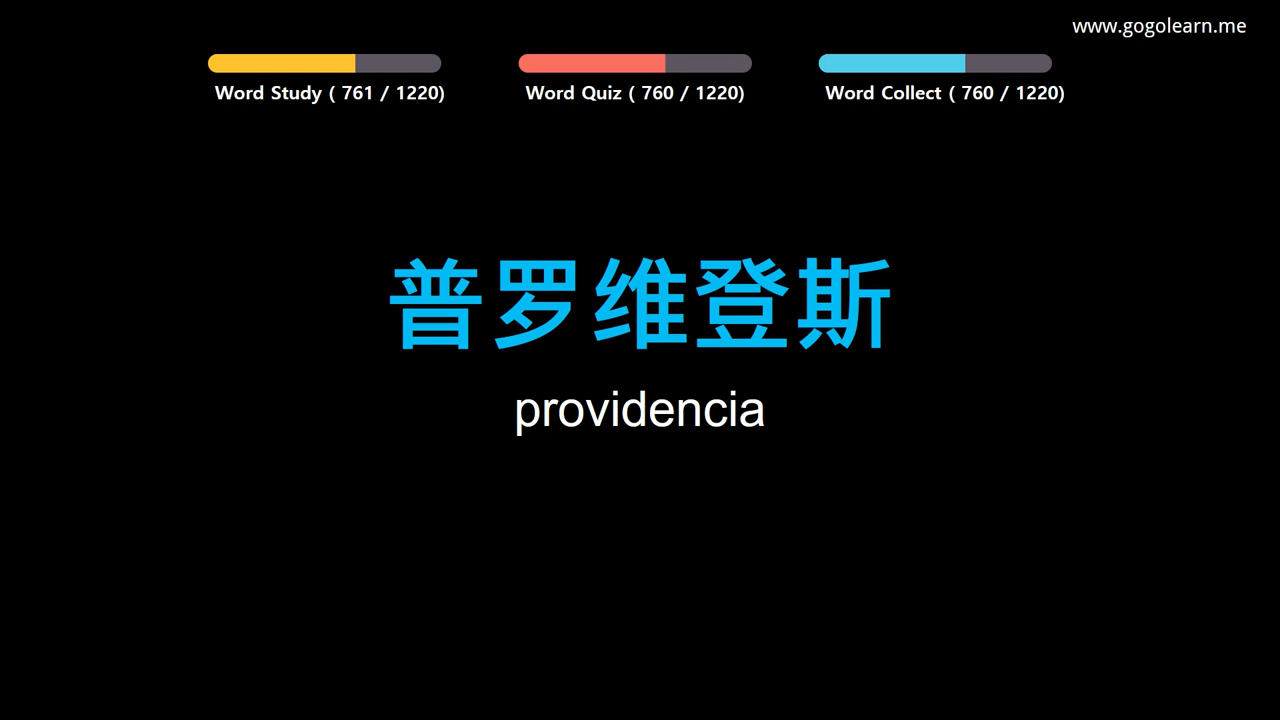 www.gogolearn.me
Word Study ( 761 / 1220)
Word Quiz ( 760 / 1220)
Word Collect ( 760 / 1220)
普罗维登斯
providencia